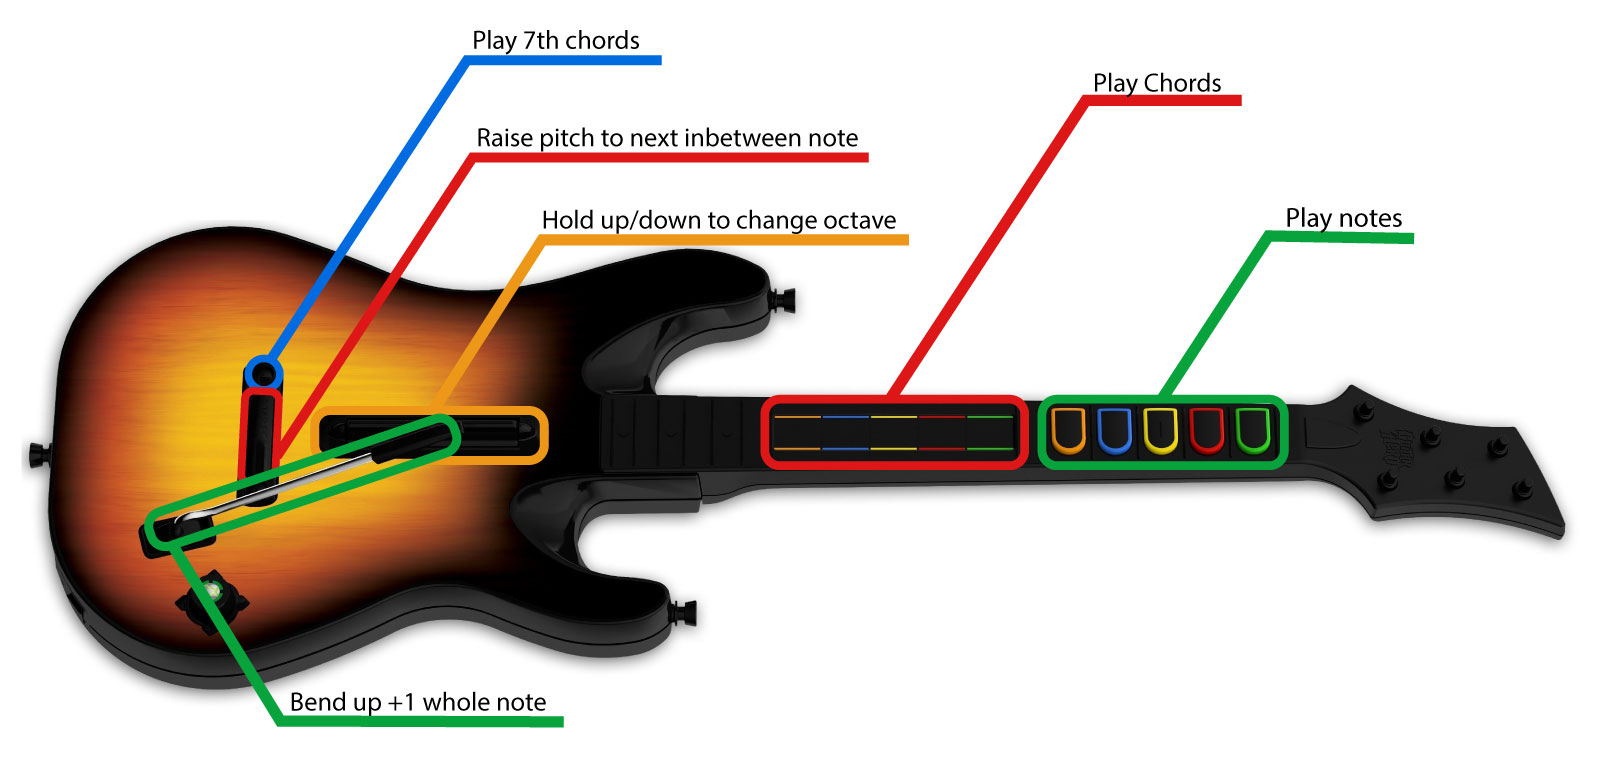 Play 7th chords
Play Chords
Raise pitch to next inbetween note
Hold up/down to change octave
Play notes
Bend up +1 whole note